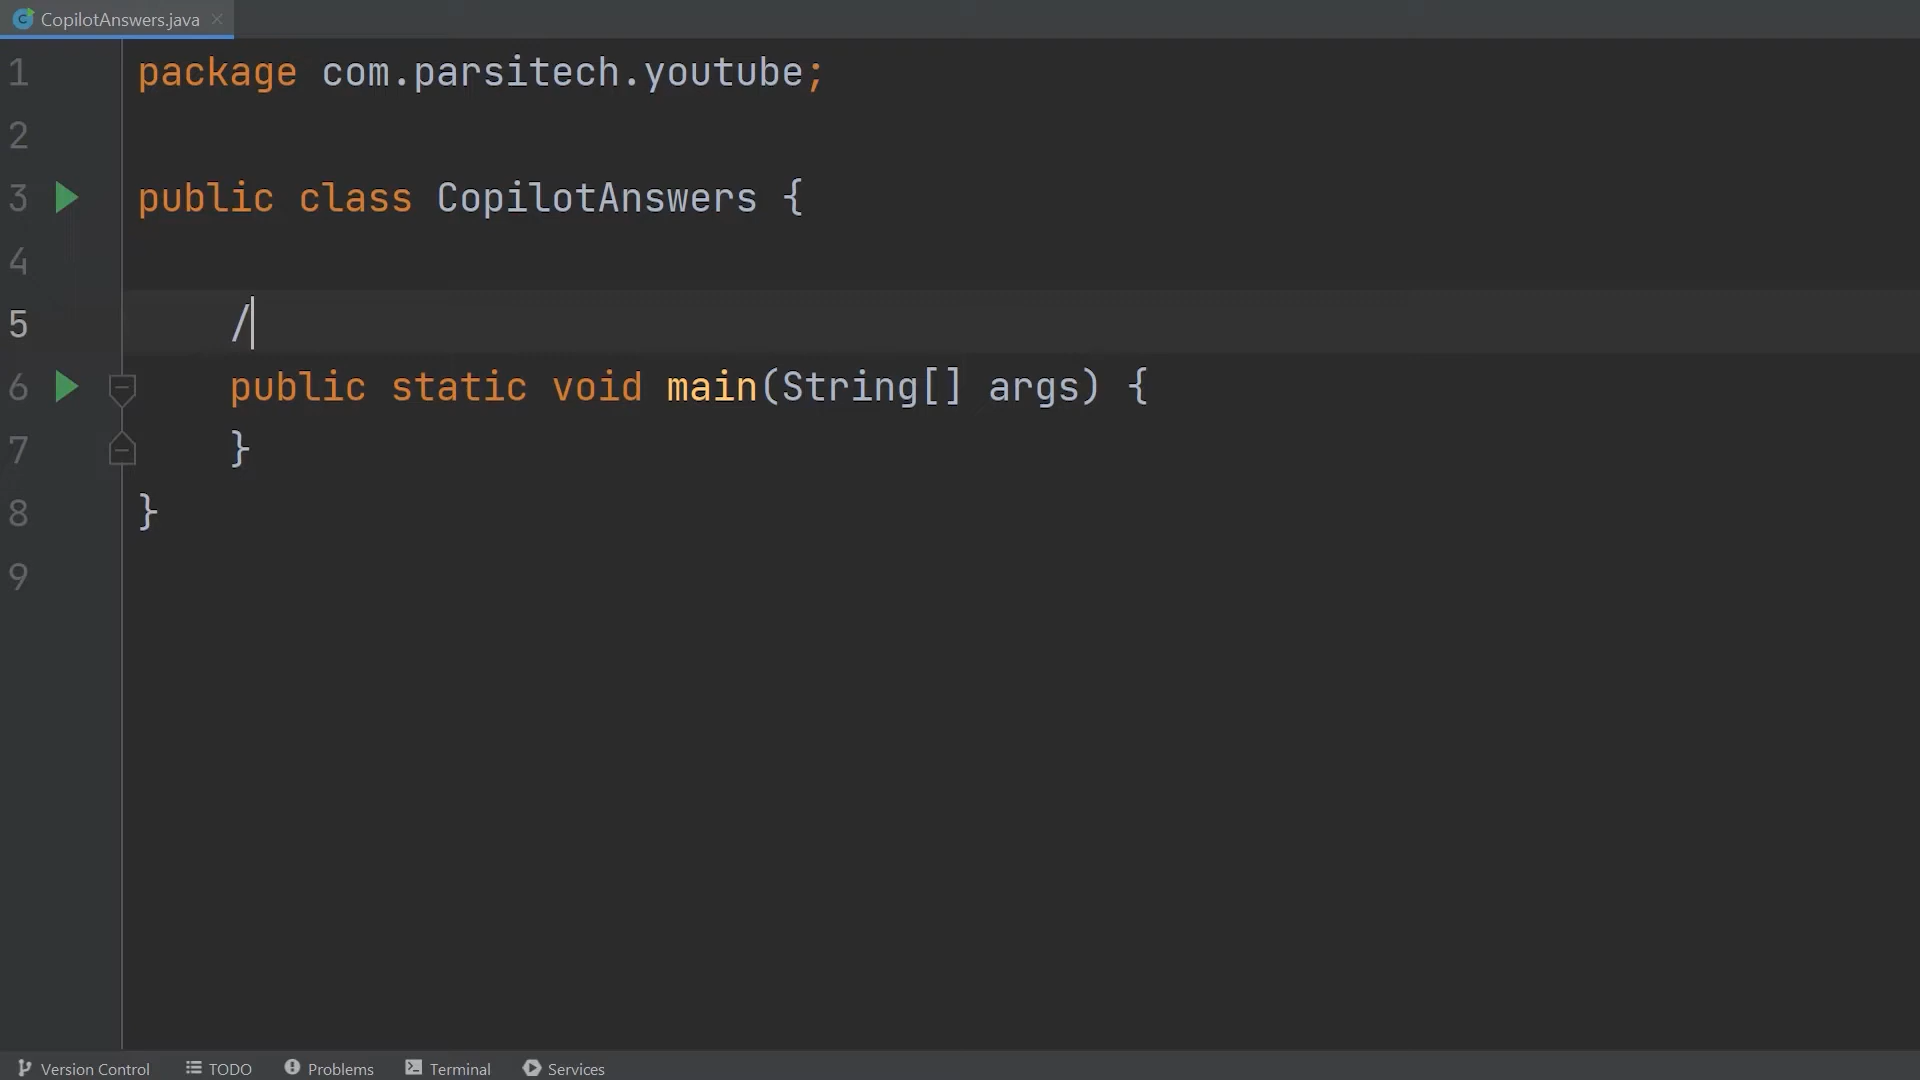 CopilotAnswers.java
1 package com.parsitech.youtube;
2
3 public class CopilotAnswers {
4
5 /
6 public static void main(String[] args) {
7 }
8 }
9
Version Control TODO Problems Terminal Services